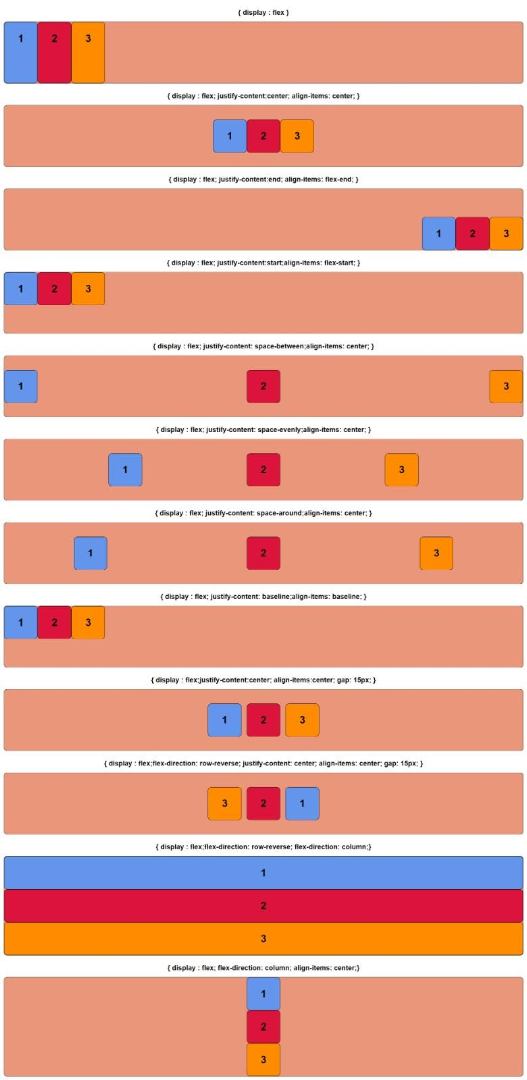 { display : flex }
1 2 3
{ display : flex; justify-content:center; align-items: center; }
1 2 3
{ display : flex; justify-content:end; align-items: flex-end; }
1 2 3
{ display : flex; justify-content:start;align-items: flex-start; }
1 2 3
{ display : flex; justify-content: space-between;align-items: center; }
1 2 3
{ display : flex; justify-content: space-evenly;align-items: center; }
1 2 3
{ display : flex; justify-content: space-around;align-items: center; }
1 2 3
{ display : flex; justify-content: baseline;align-items: baseline; }
1 2 3
{ display : flex;justify-content:center; align-items:center; gap: 15px; }
1 2 3
{ display : flex;flex-direction: row-reverse; justify-content: center; align-items: center; gap: 15px; }
3 2 1
{ display : flex;flex-direction: row-reverse; flex-direction: column;}
1
2
3
{ display : flex; flex-direction: column; align-items: center;}
1
2
3